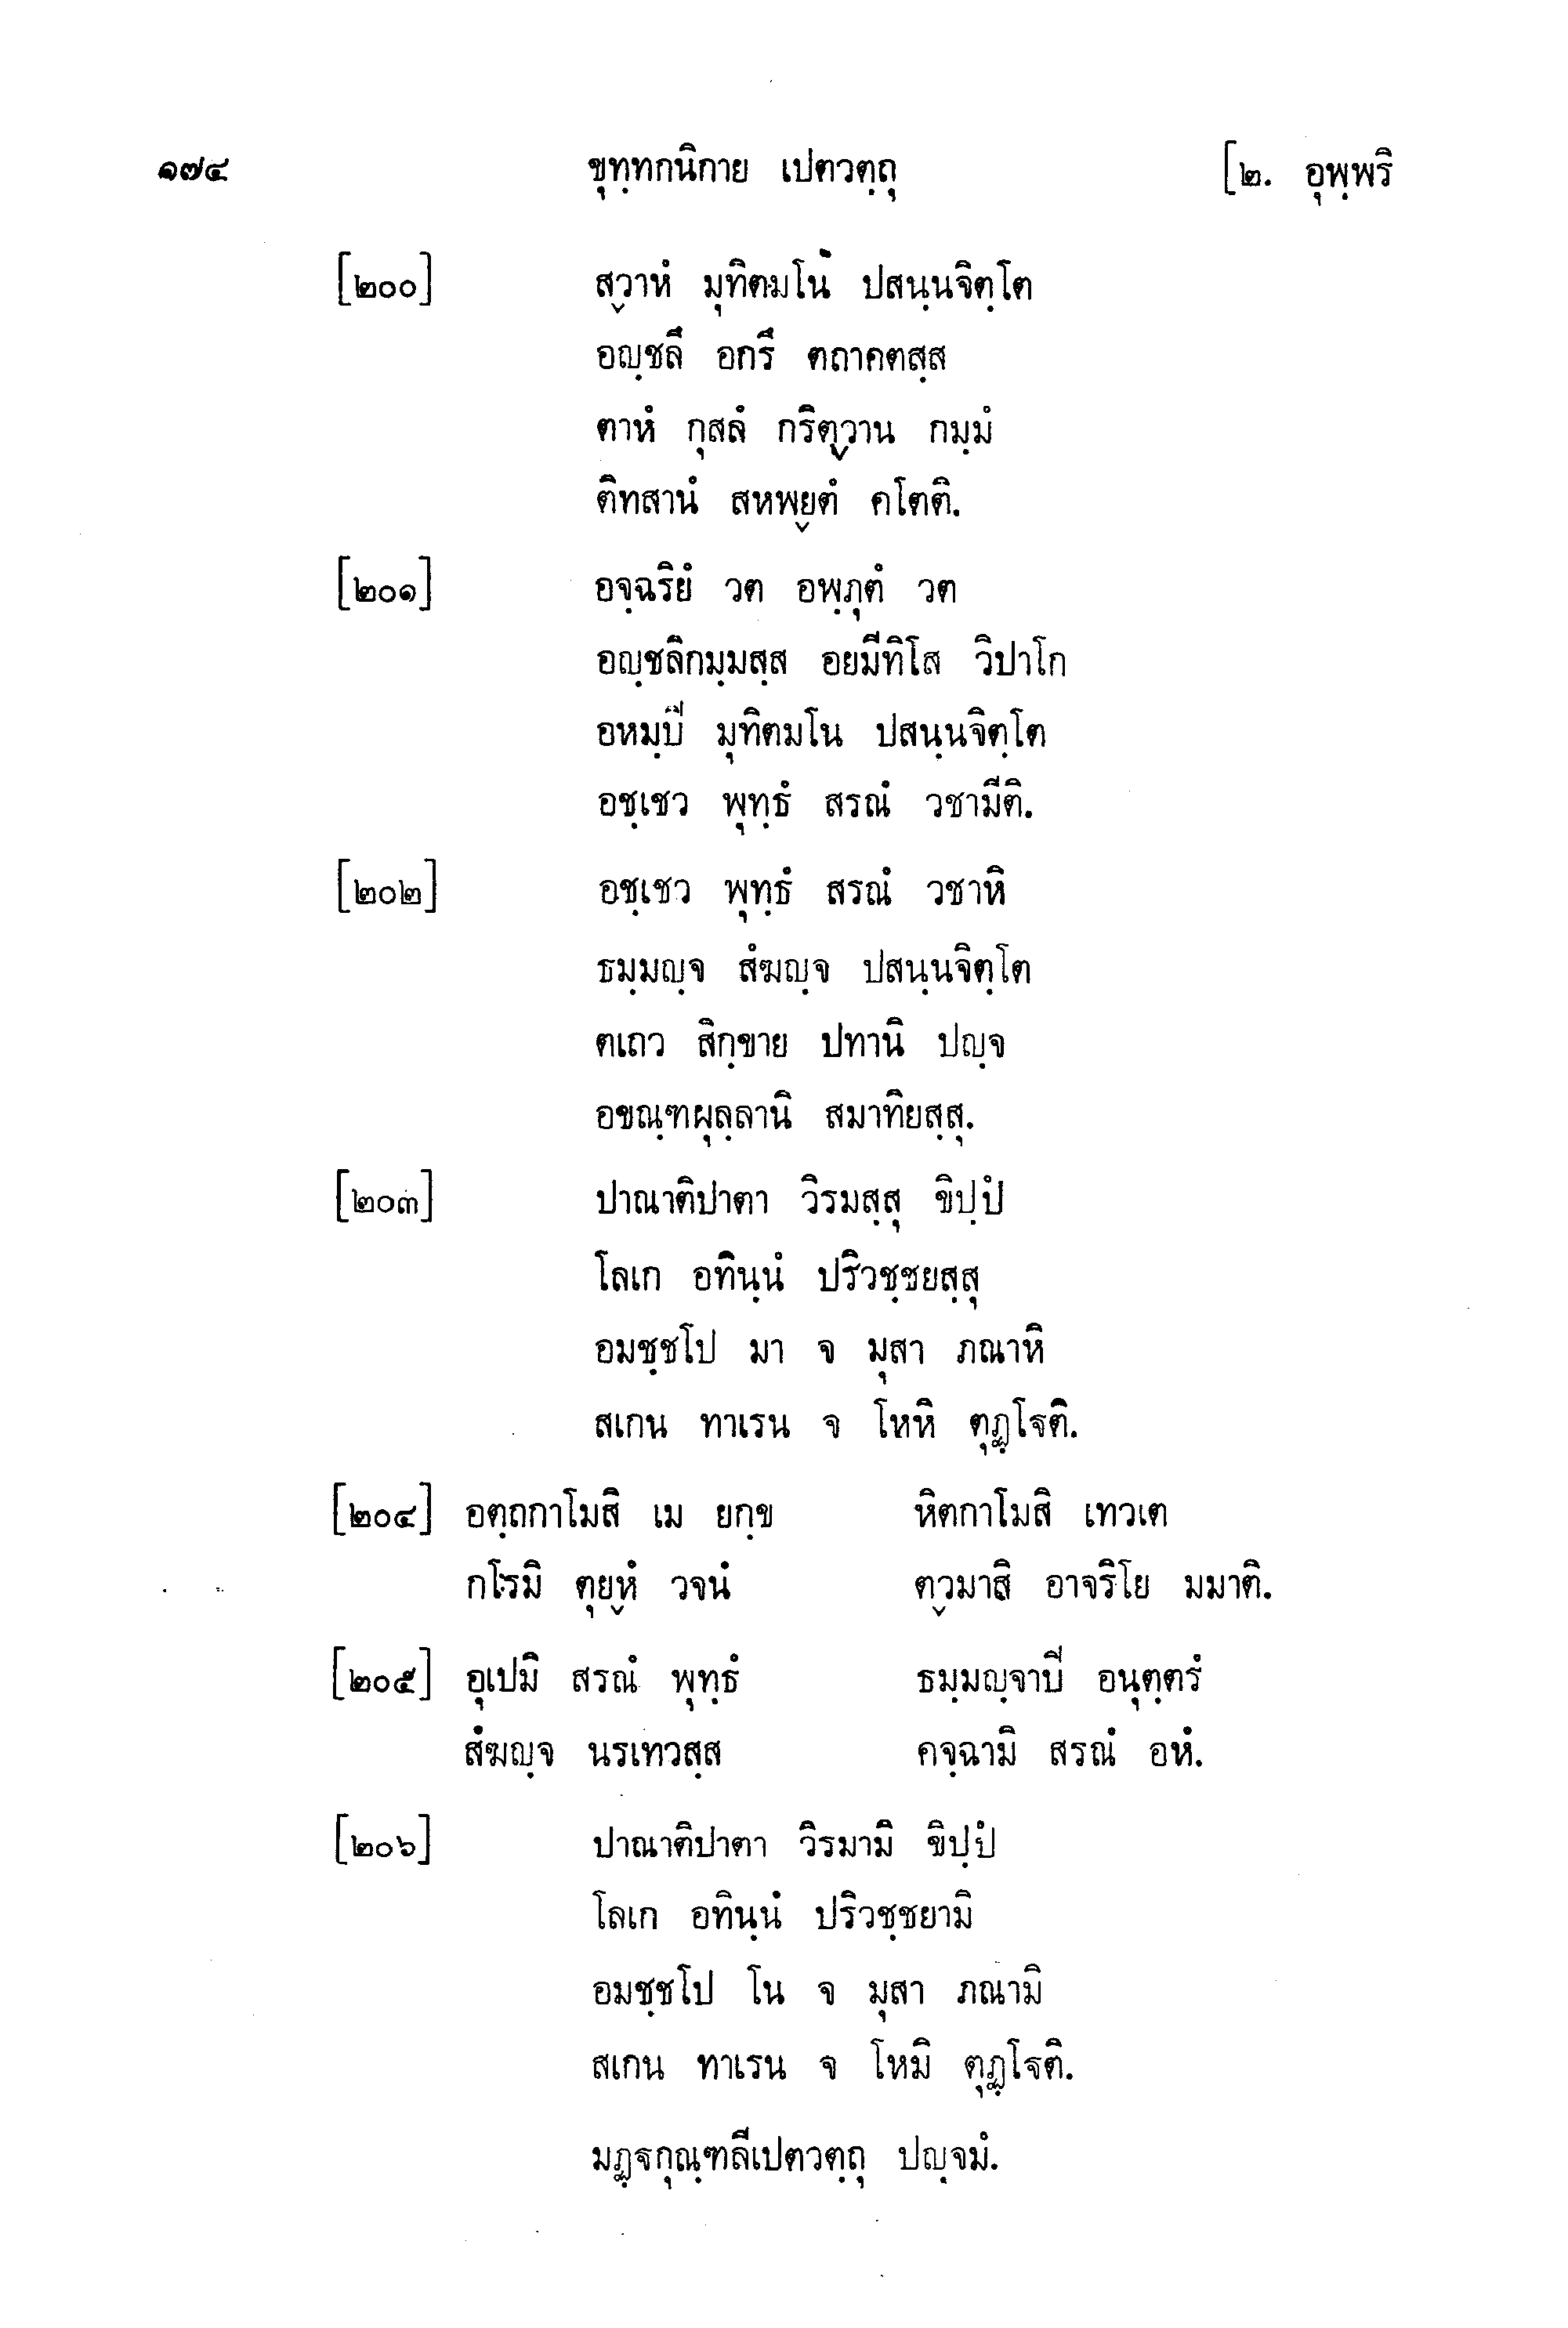 ๑๗๔ ขุทฺทกนิกาย เปตวตฺถุ [๒. อุพฺพริ
[๒๐๐] สฺวาหํ มุทิตมโน ปสนฺนจิตฺโต
อญฺชลึ อกรึ ตถาคตสฺส
ตาหํ กุสลํ กริตฺวาน กมฺมํ
ติทสานํ สหพฺยตํ คโตติ.
[๒๐๑] อจฺฉริยํ วต อพฺภุตํ วต
อญฺชลิกมฺมสฺส อยมีทิโส วิปาโก
อหมฺปิ มุทิตมโน ปสนฺนจิตฺโต
อชฺเชว พุทฺธํ สรณํ วชามีติ.
[๒๐๒] อชฺเชว พุทฺธํ สรณํ วชาหิ
ธมฺมญฺจ สํฆญฺจ ปสนฺนจิตฺโต
ตเถว สิกฺขาย ปทานิ ปญฺจ
อขณฺฑผุลฺลานิ สมาทิยสฺสุ.
[๒๐๓] ปาณาติปาตา วิรมสฺสุ ขิปฺปํ
โลเก อทินฺนํ ปริวชฺชยสฺสุ
อมชฺชโป มา จ มุสา ภณาหิ
สเกน ทาเรน จ โหหิ ตุฏฺโฐติ.
[๒๐๔] อตฺถกาโมสิ เม ยกฺข หิตกาโมสิ เทวเต
กโรมิ ตุยฺหํ วจนํ ตฺวมาสิ อาจริโย มมาติ.
[๒๐๕] อุเปมิ สรณํ พุทฺธํ ธมฺมญฺจาปิ อนุตฺตรํ
สํฆญฺจ นรเทวสฺส คจฺฉามิ สรณํ อหํ.
[๒๐๖] ปาณาติปาตา วิรมามิ ขิปฺปํ
โลเก อทินฺนํ ปริวชฺชยามิ
อมชฺชโป โน จ มุสา ภณามิ
สเกน ทาเรน จ โหมิ ตุฏฺโฐติ.
มฏฺฐกุณฺฑลีเปตวตฺถุ ปญฺจมํ.